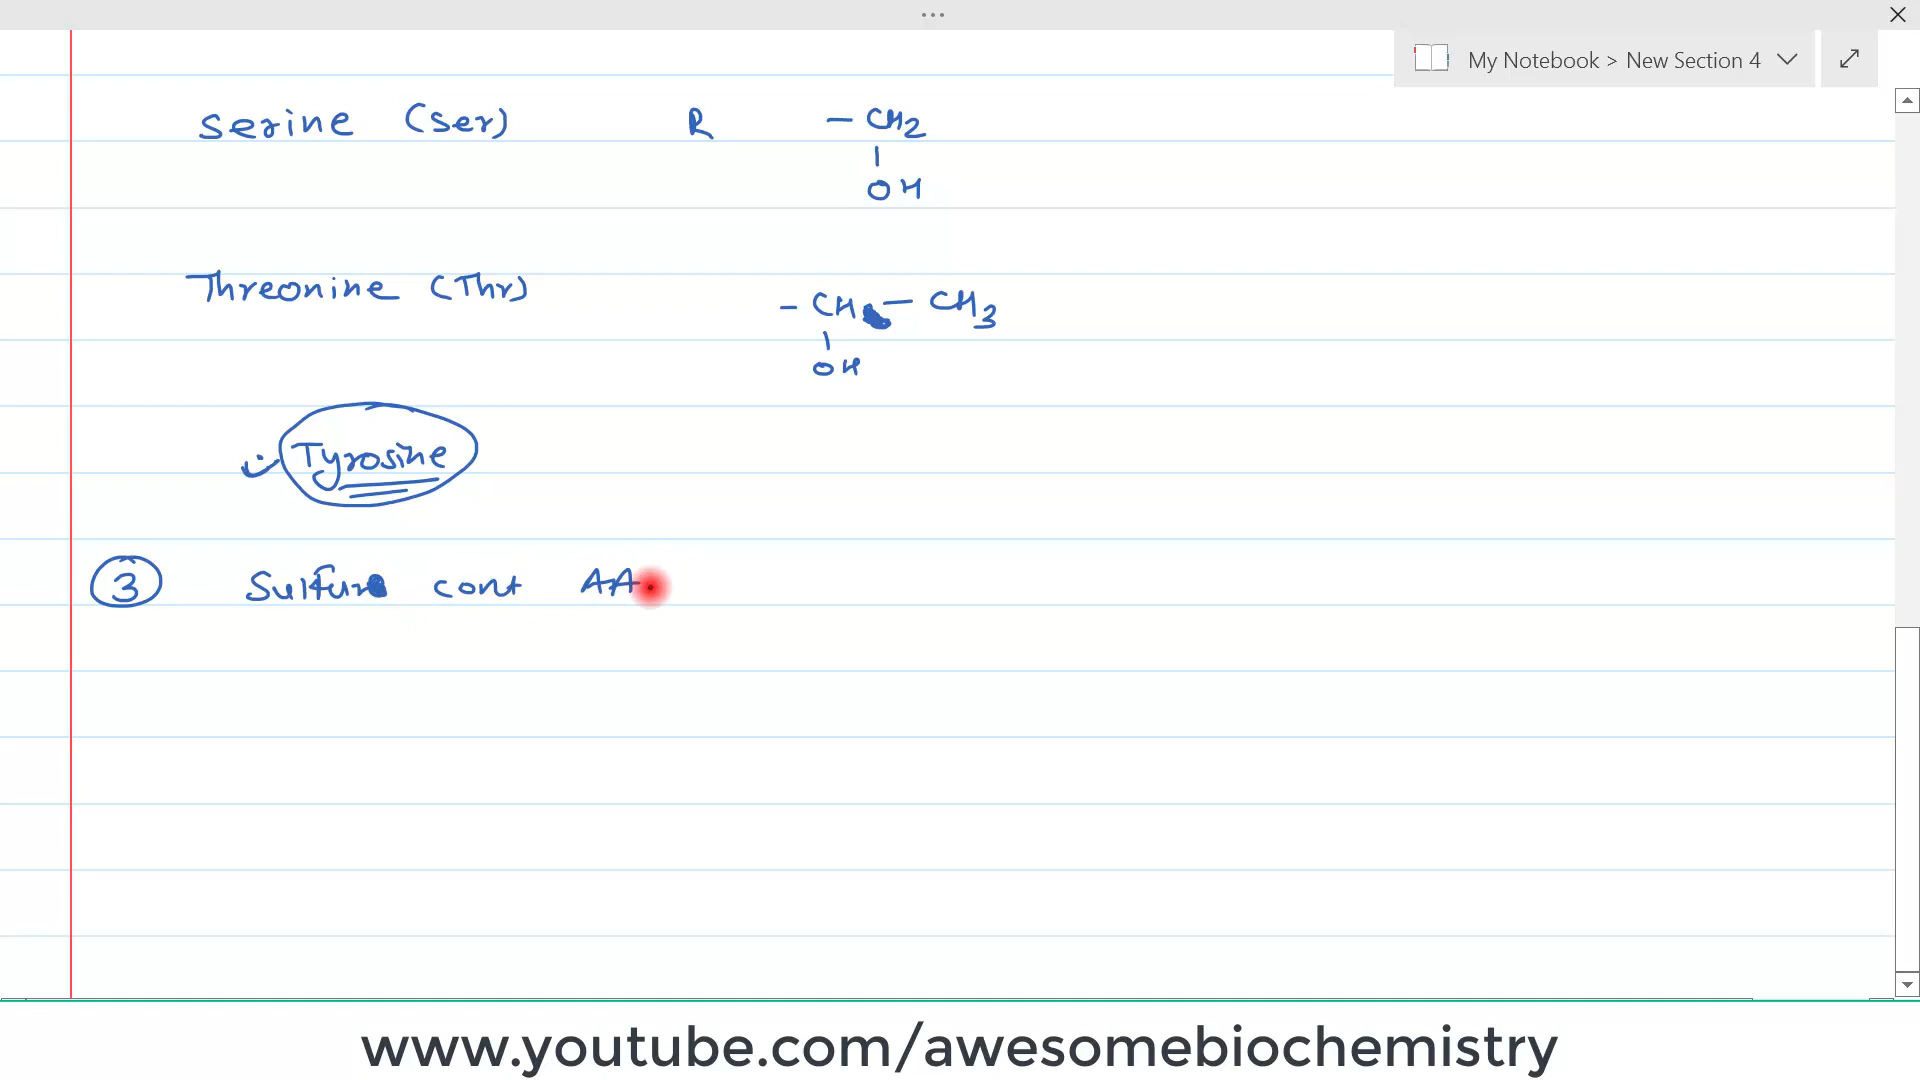 ...
My Notebook > New Section 4
Serine (Ser) R – CH2
OH
Threonine (Thr) – CH – CH3
OH
Tyrosine
3 Sulfur cont AA
www.youtube.com/awesomebiochemistry